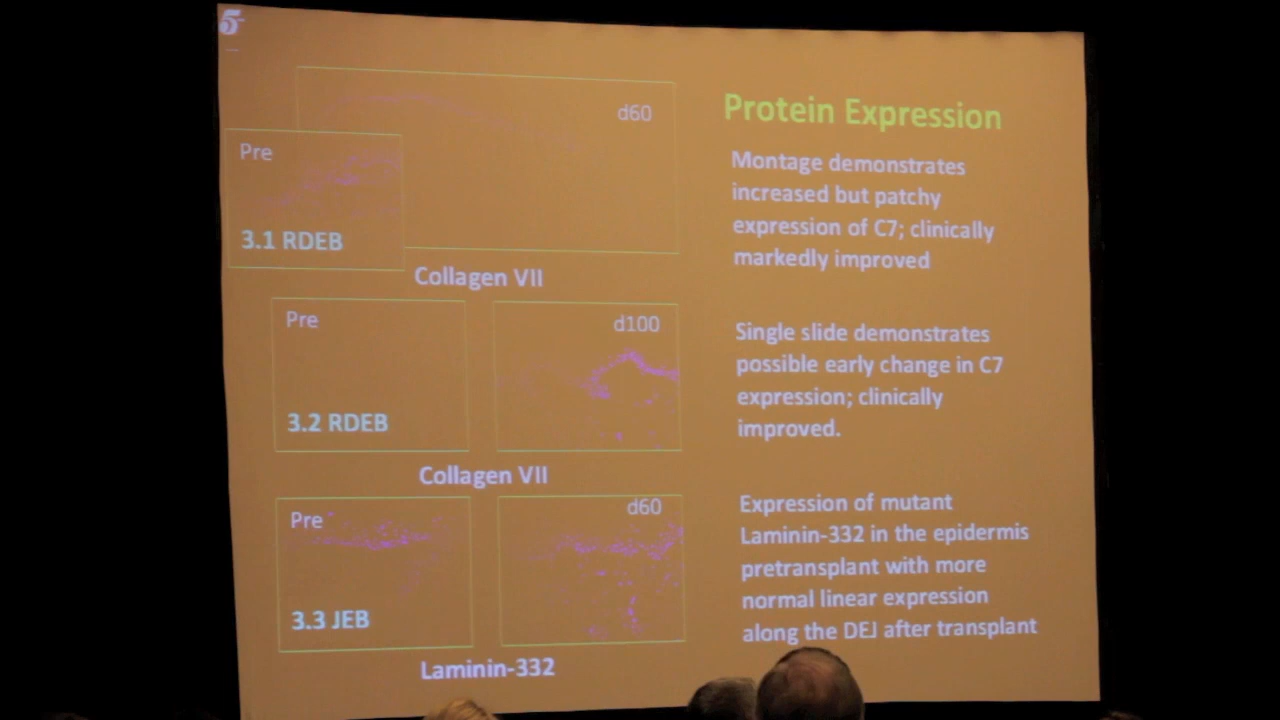 5
d60
Pre
3.1 RDEB
Collagen VII
Pre
d100
3.2 RDEB
Collagen VII
Pre
d60
3.3 JEB
Laminin-332
Protein Expression
Montage demonstrates
increased but patchy
expression of C7; clinically
markedly improved
Single slide demonstrates
possible early change in C7
expression; clinically
improved.
Expression of mutant
Laminin-332 in the epidermis
pretransplant with more
normal linear expression
along the DEJ after transplant